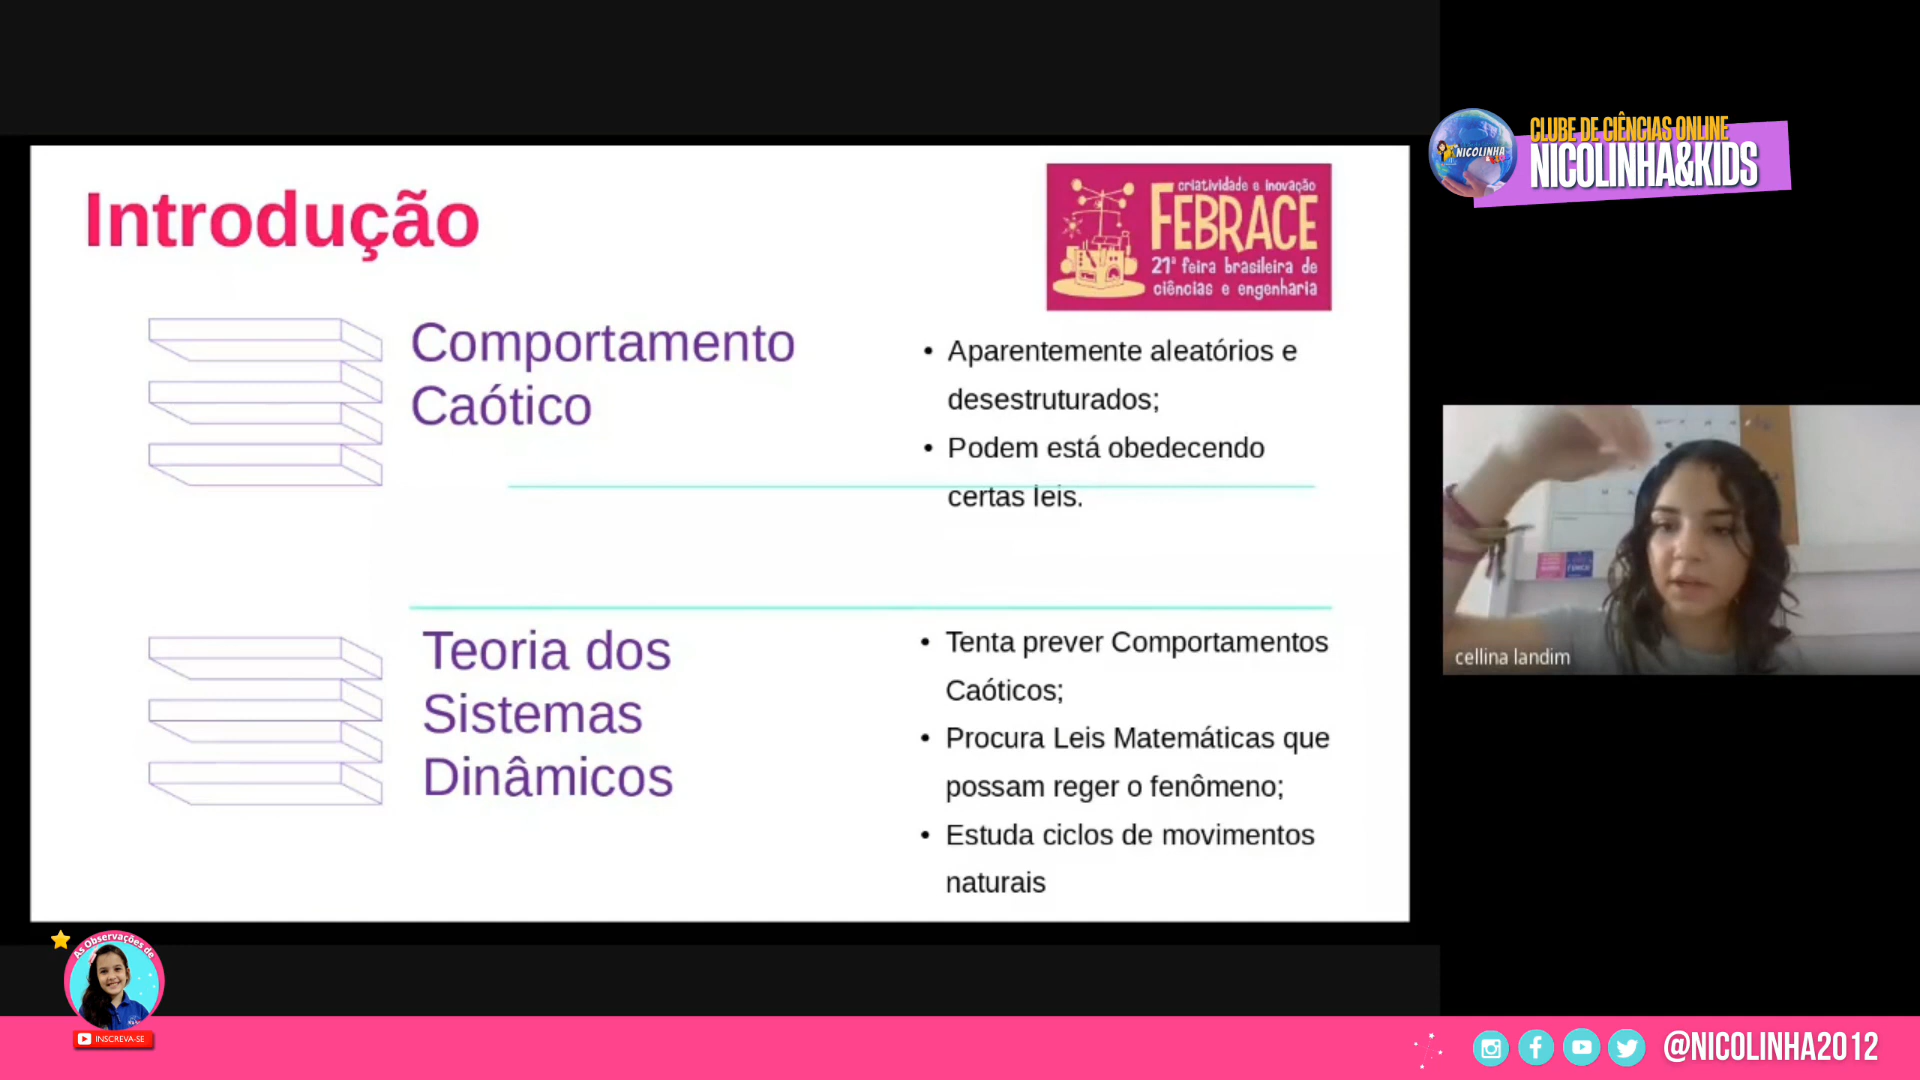 CLUBE DE CIÊNCIAS ONLINE
NICOLINHA
NICOLINHA&KIDS
Introdução
criatividade e inovação
FEBRACE
21ª feira brasileira de
ciências e engenharia
Comportamento
Caótico
• Aparentemente aleatórios e
desestruturados;
• Podem está obedecendo
certas leis.
Teoria dos
Sistemas
Dinâmicos
• Tenta prever Comportamentos
Caóticos;
• Procura Leis Matemáticas que
possam reger o fenômeno;
• Estuda ciclos de movimentos
naturais
cellina landim
As Observações de
INSCREVA-SE
@NICOLINHA2012